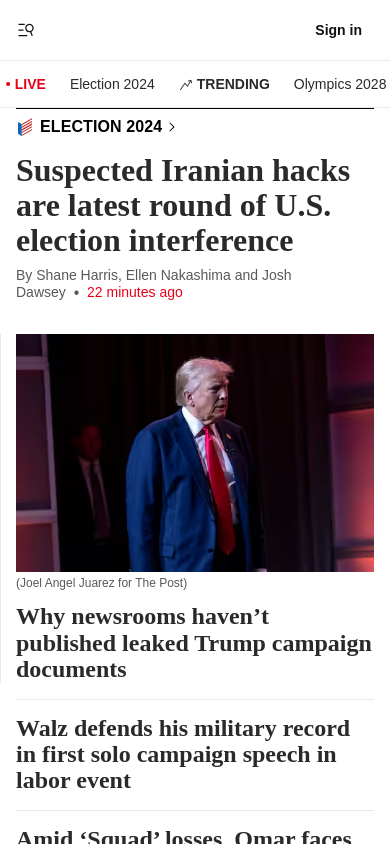 Sign in
• LIVE Election 2024 TRENDING Olympics 2028
ELECTION 2024
Suspected Iranian hacks
are latest round of U.S.
election interference
By Shane Harris, Ellen Nakashima and Josh
Dawsey • 22 minutes ago
(Joel Angel Juarez for The Post)
Why newsrooms haven’t
published leaked Trump campaign
documents
Walz defends his military record
in first solo campaign speech in
labor event
Amid ‘Squad’ losses, Omar faces